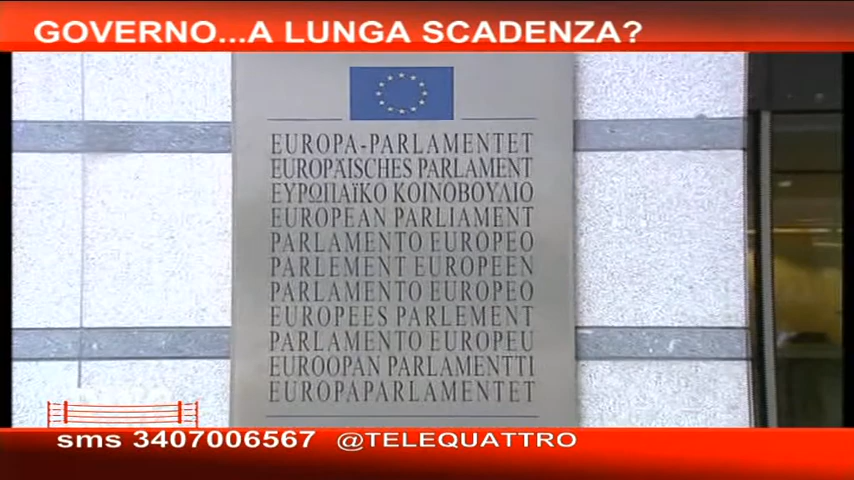 GOVERNO...A LUNGA SCADENZA?
EUROPA-PARLAMENTET
EUROPÄISCHES PARLAMENT
ΕΥΡΩΠΑΪΚΟ ΚΟΙΝΟΒΟΥΛΙΟ
EUROPEAN PARLIAMENT
PARLAMENTO EUROPEO
PARLEMENT EUROPEEN
PARLAMENTO EUROPEO
EUROPEES PARLEMENT
PARLAMENTO EUROPEU
EUROOPAN PARLAMENTTI
EUROPAPARLAMENTET
sms 3407006567 @TELEQUATTRO